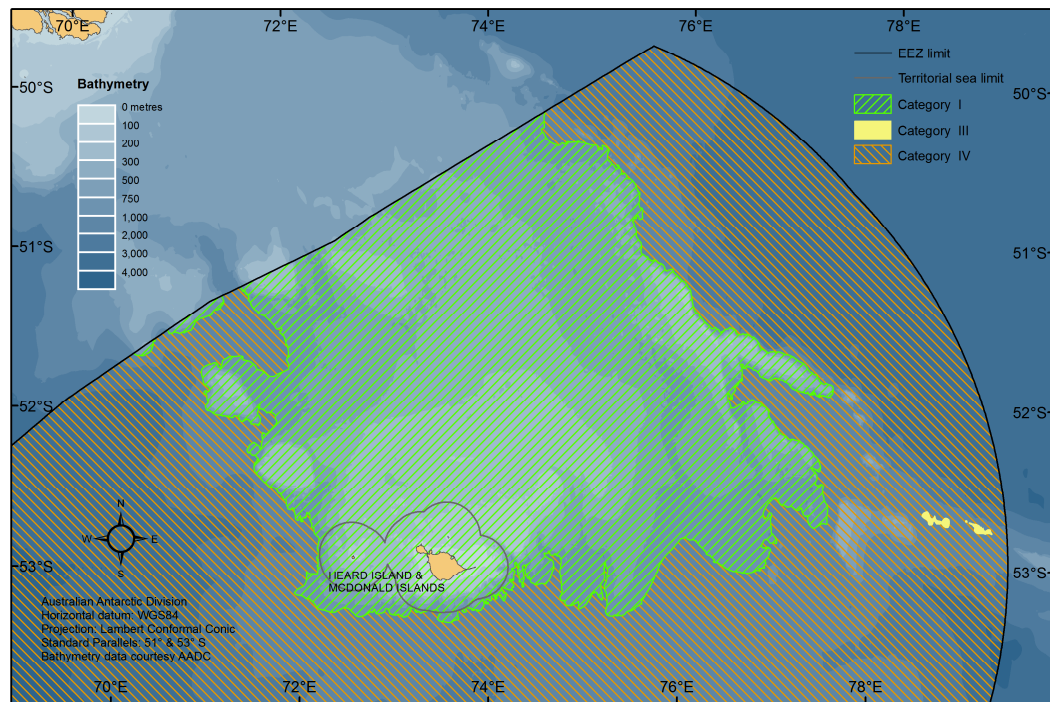 70°E
72°E
74°E
76°E
78°E
50°S
51°S
52°S
53°S
Bathymetry
0 metres
100
200
300
500
750
1,000
2,000
3,000
4,000
EEZ limit
Territorial sea limit
Category I
Category III
Category IV
50°S
51°S
52°S
53°S
N
W
E
S
HEARD ISLAND &
MCDONALD ISLANDS
Australian Antarctic Division
Horizontal datum: WGS84
Projection: Lambert Conformal Conic
Standard Parallels: 51° & 53° S
Bathymetry data courtesy AADC
70°E
72°E
74°E
76°E
78°E